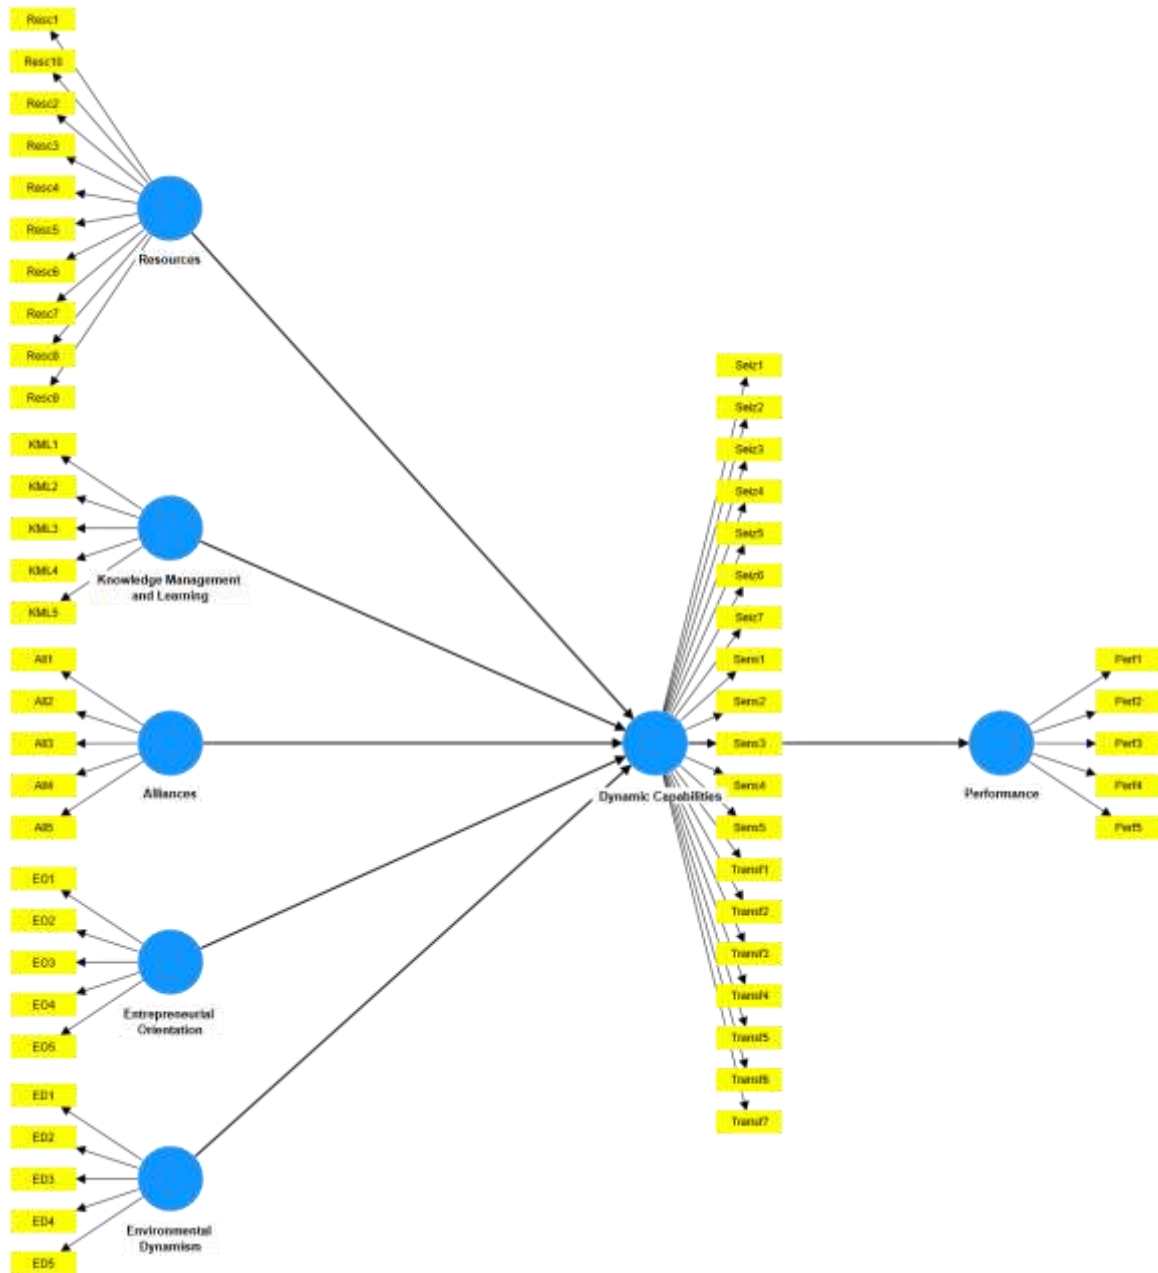 Resc1
Resc10
Resc2
Resc3
Resc4
Resc5
Resc6
Resc7
Resc8
Resc9
Resources
KML1
KML2
KML3
KML4
KML5
Knowledge Management
and Learning
All1
All2
All3
All4
All5
Alliances
EO1
EO2
EO3
EO4
EO5
Entrepreneurial
Orientation
ED1
ED2
ED3
ED4
ED5
Environmental
Dynamism
Seiz1
Seiz2
Seiz3
Seiz4
Seiz5
Seiz6
Seiz7
Sens1
Sens2
Sens3
Sens4
Sens5
Transf1
Transf2
Transf3
Transf4
Transf5
Transf6
Transf7
Dynamic Capabilities
Perf1
Perf2
Perf3
Perf4
Perf5
Performance